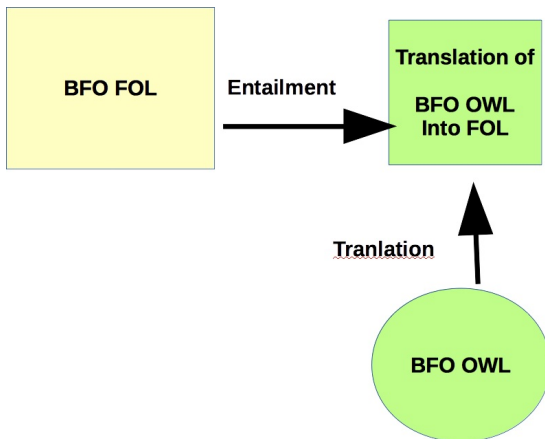 Translation of
BFO FOL
Entailment
BFO OWL
Into FOL
Tranlation
BFO OWL